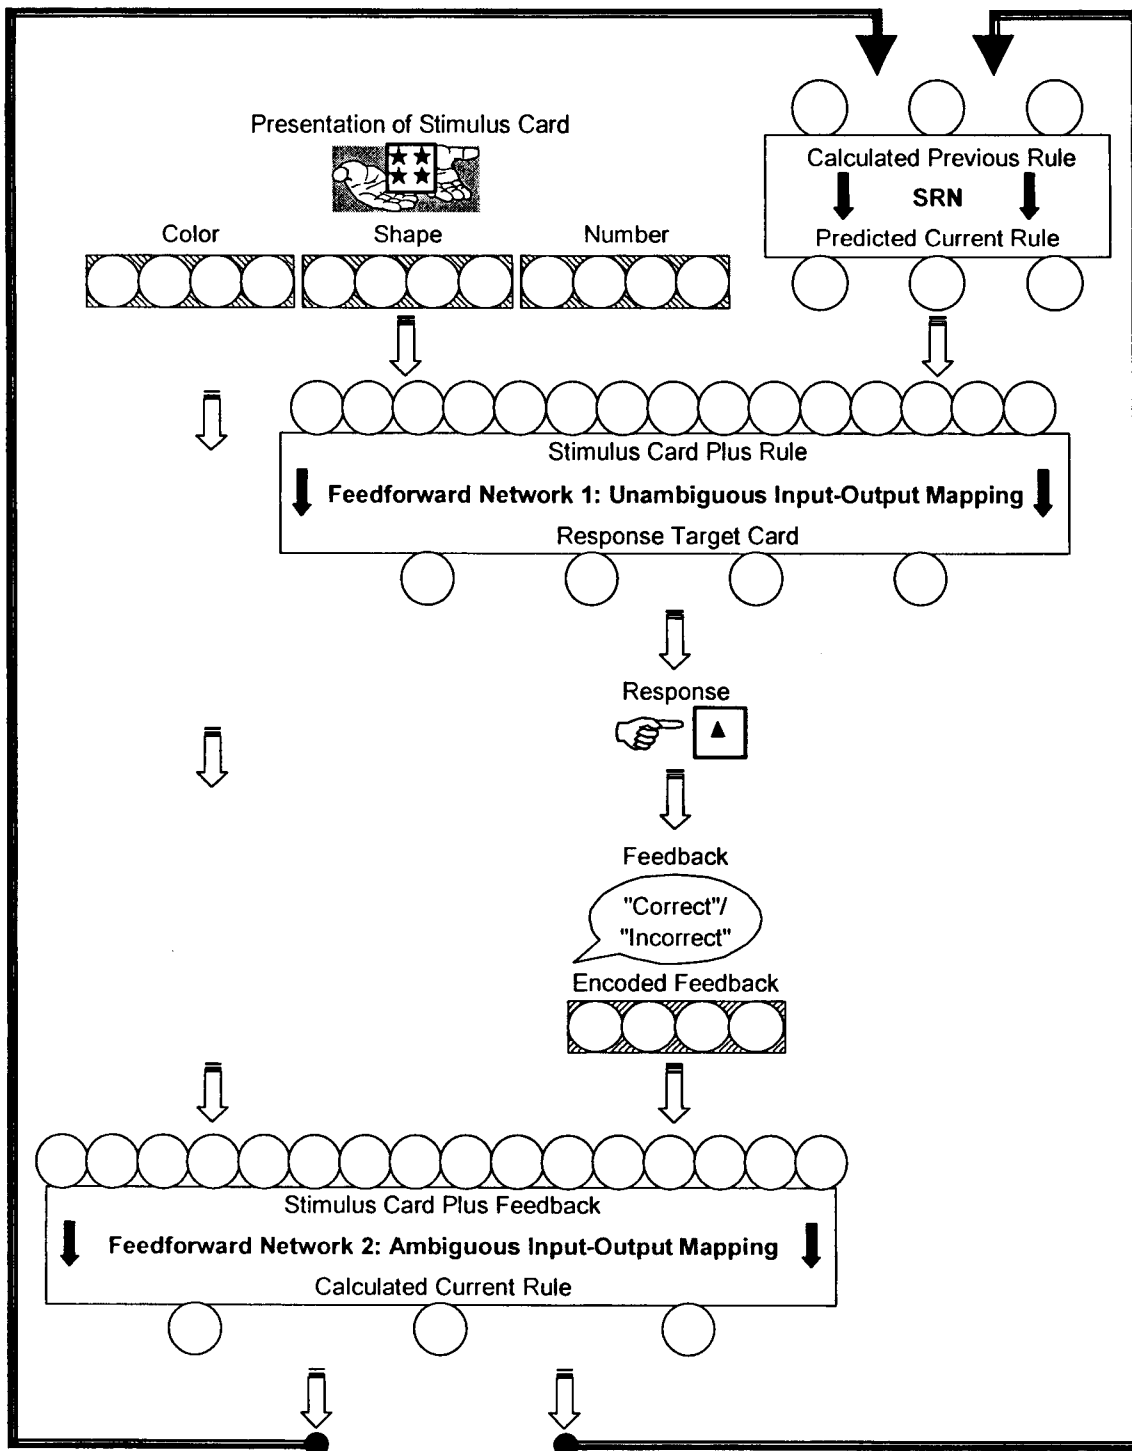 Presentation of Stimulus Card
Color
Shape
Number
Calculated Previous Rule
SRN
Predicted Current Rule
Stimulus Card Plus Rule
Feedforward Network 1: Unambiguous Input-Output Mapping
Response Target Card
Response
Feedback
"Correct"/
"Incorrect"
Encoded Feedback
Stimulus Card Plus Feedback
Feedforward Network 2: Ambiguous Input-Output Mapping
Calculated Current Rule